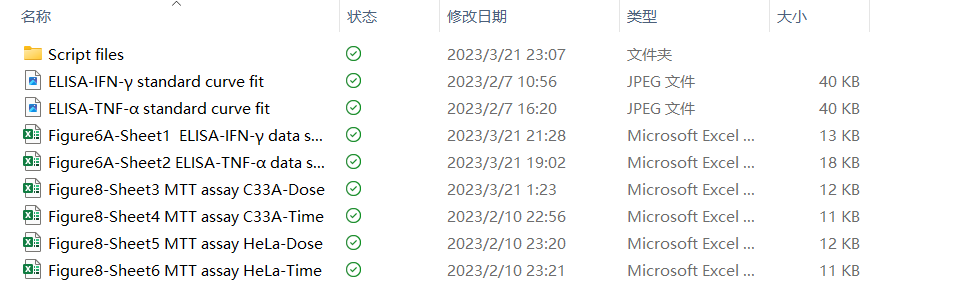 名称 状态 修改日期 类型 大小
Script files 2023/3/21 23:07 文件夹
ELISA-IFN-γ standard curve fit 2023/2/7 10:56 JPEG 文件 40 KB
ELISA-TNF-α standard curve fit 2023/2/7 16:20 JPEG 文件 40 KB
Figure6A-Sheet1  ELISA-IFN-γ data s... 2023/3/21 21:28 Microsoft Excel ... 13 KB
Figure6A-Sheet2 ELISA-TNF-α data s... 2023/3/21 19:02 Microsoft Excel ... 18 KB
Figure8-Sheet3 MTT assay C33A-Dose 2023/3/21 1:23 Microsoft Excel ... 12 KB
Figure8-Sheet4 MTT assay C33A-Time 2023/2/10 22:56 Microsoft Excel ... 11 KB
Figure8-Sheet5 MTT assay HeLa-Dose 2023/2/10 23:20 Microsoft Excel ... 12 KB
Figure8-Sheet6 MTT assay HeLa-Time 2023/2/10 23:21 Microsoft Excel ... 11 KB